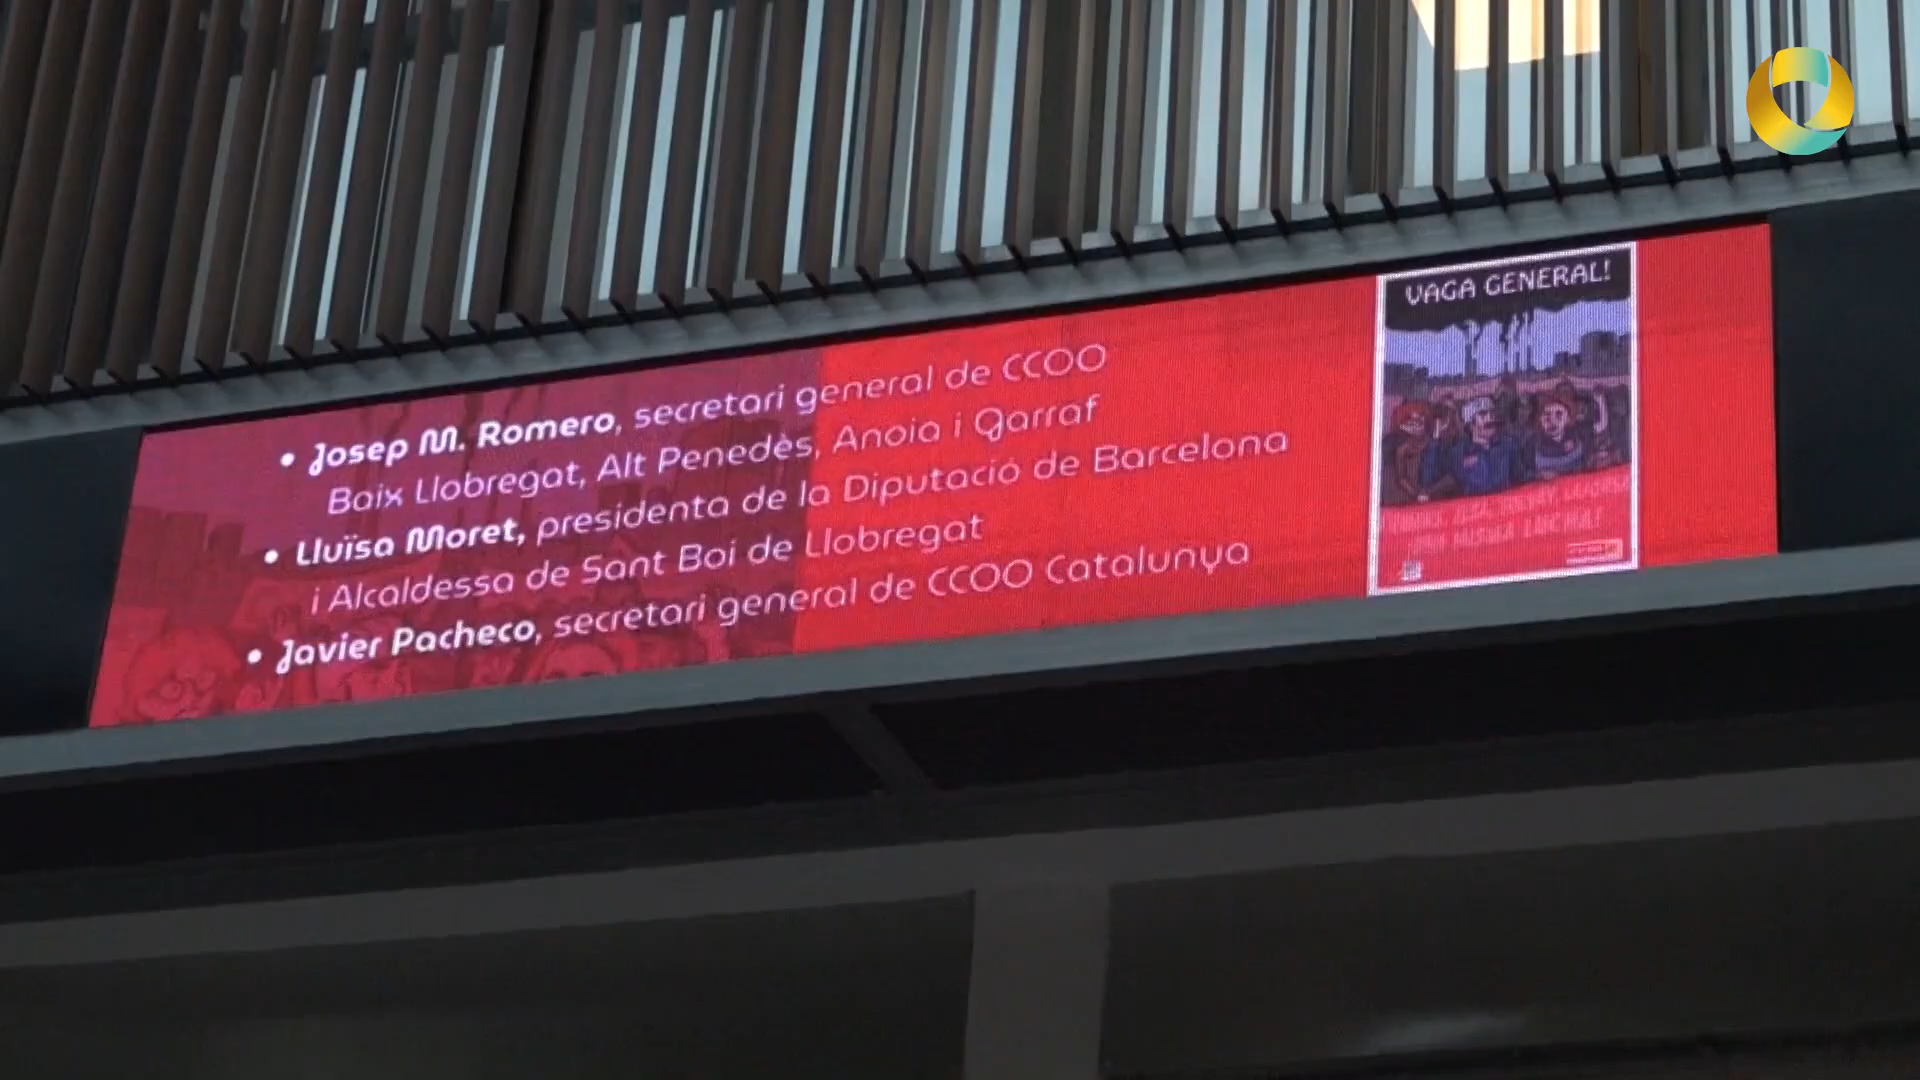 • Josep M. Romero, secretari general de CCOO
Baix Llobregat, Alt Penedès, Anoia i Garraf
• Lluïsa Moret, presidenta de la Diputació de Barcelona
i Alcaldessa de Sant Boi de Llobregat
• Javier Pacheco, secretari general de CCOO Catalunya
VAGA GENERAL!